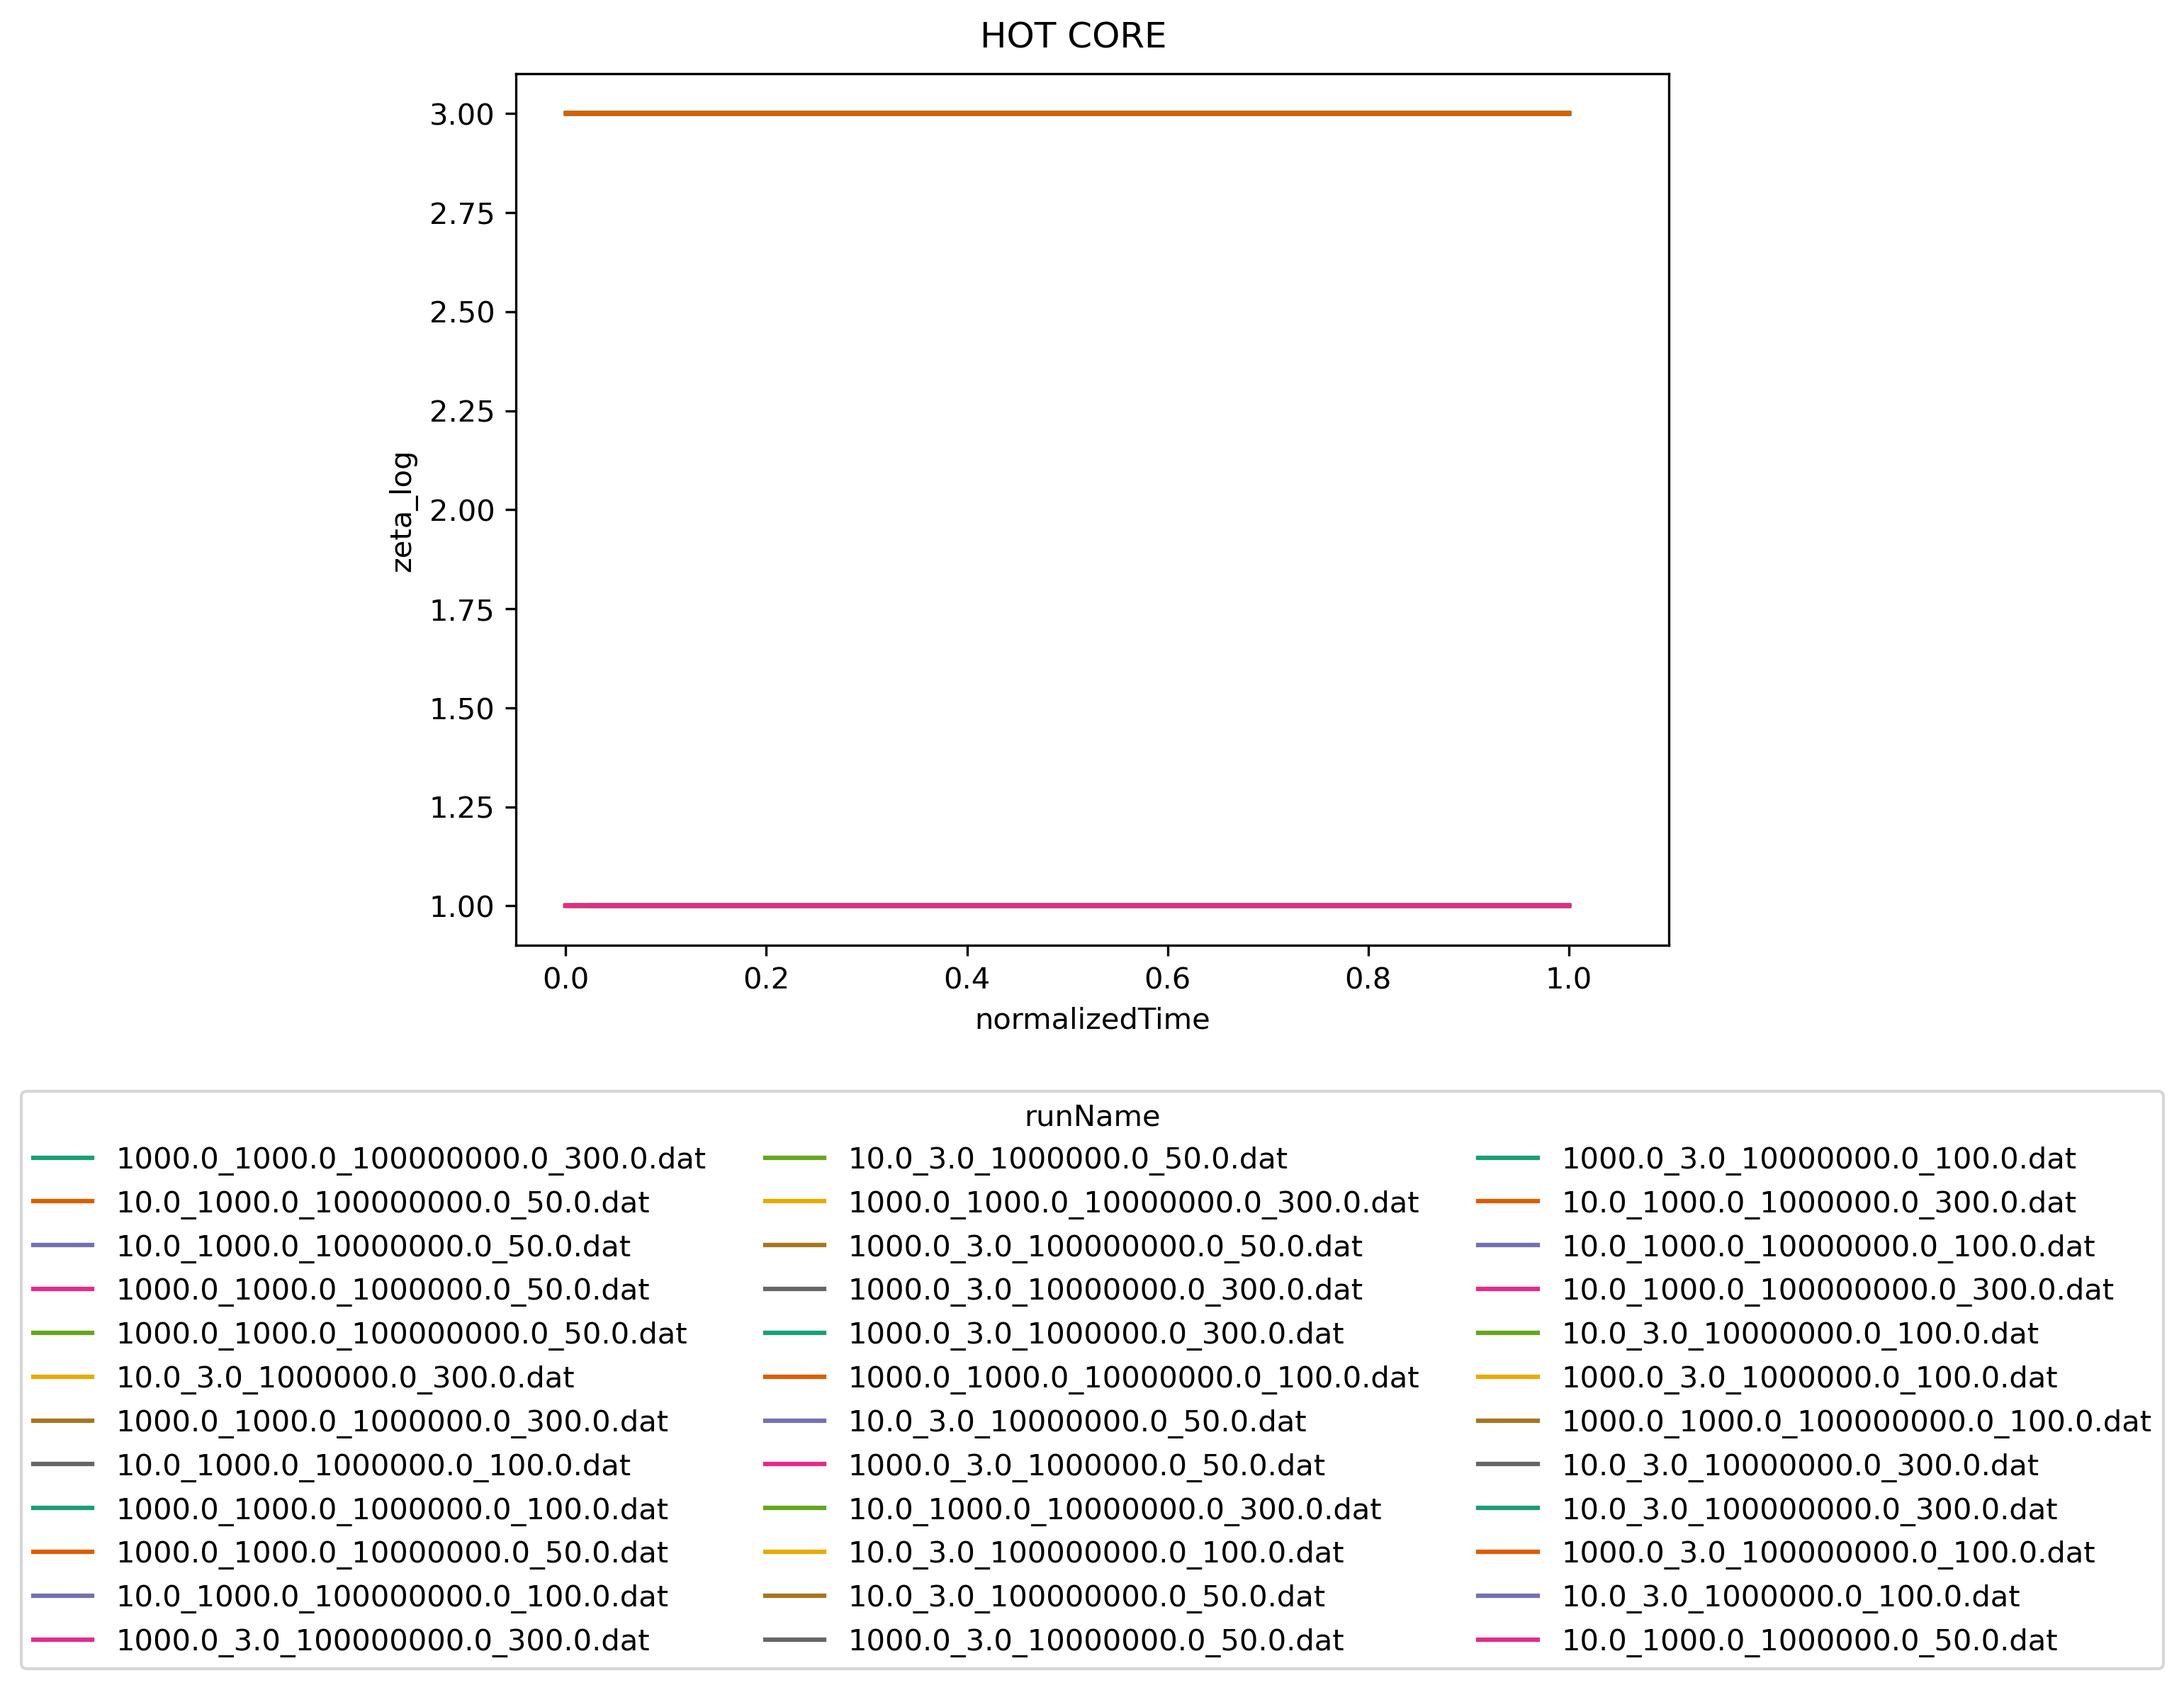 HOT CORE
3.00
2.75
2.50
2.25
2.00
1.75
1.50
1.25
1.00
zeta_log
0.0 0.2 0.4 0.6 0.8 1.0
normalizedTime
runName
1000.0_1000.0_100000000.0_300.0.dat
10.0_1000.0_100000000.0_50.0.dat
10.0_1000.0_10000000.0_50.0.dat
1000.0_1000.0_1000000.0_50.0.dat
1000.0_1000.0_100000000.0_50.0.dat
10.0_3.0_1000000.0_300.0.dat
1000.0_1000.0_1000000.0_300.0.dat
10.0_1000.0_1000000.0_100.0.dat
1000.0_1000.0_1000000.0_100.0.dat
1000.0_1000.0_10000000.0_50.0.dat
10.0_1000.0_100000000.0_100.0.dat
1000.0_3.0_100000000.0_300.0.dat
10.0_3.0_1000000.0_50.0.dat
1000.0_1000.0_10000000.0_300.0.dat
1000.0_3.0_100000000.0_50.0.dat
1000.0_3.0_10000000.0_300.0.dat
1000.0_3.0_1000000.0_300.0.dat
1000.0_1000.0_10000000.0_100.0.dat
10.0_3.0_10000000.0_50.0.dat
1000.0_3.0_1000000.0_50.0.dat
10.0_1000.0_10000000.0_300.0.dat
10.0_3.0_100000000.0_100.0.dat
10.0_3.0_100000000.0_50.0.dat
1000.0_3.0_10000000.0_50.0.dat
1000.0_3.0_10000000.0_100.0.dat
10.0_1000.0_1000000.0_300.0.dat
10.0_1000.0_10000000.0_100.0.dat
10.0_1000.0_100000000.0_300.0.dat
10.0_3.0_10000000.0_100.0.dat
1000.0_3.0_1000000.0_100.0.dat
1000.0_1000.0_100000000.0_100.0.dat
10.0_3.0_10000000.0_300.0.dat
10.0_3.0_100000000.0_300.0.dat
1000.0_3.0_100000000.0_100.0.dat
10.0_3.0_1000000.0_100.0.dat
10.0_1000.0_1000000.0_50.0.dat